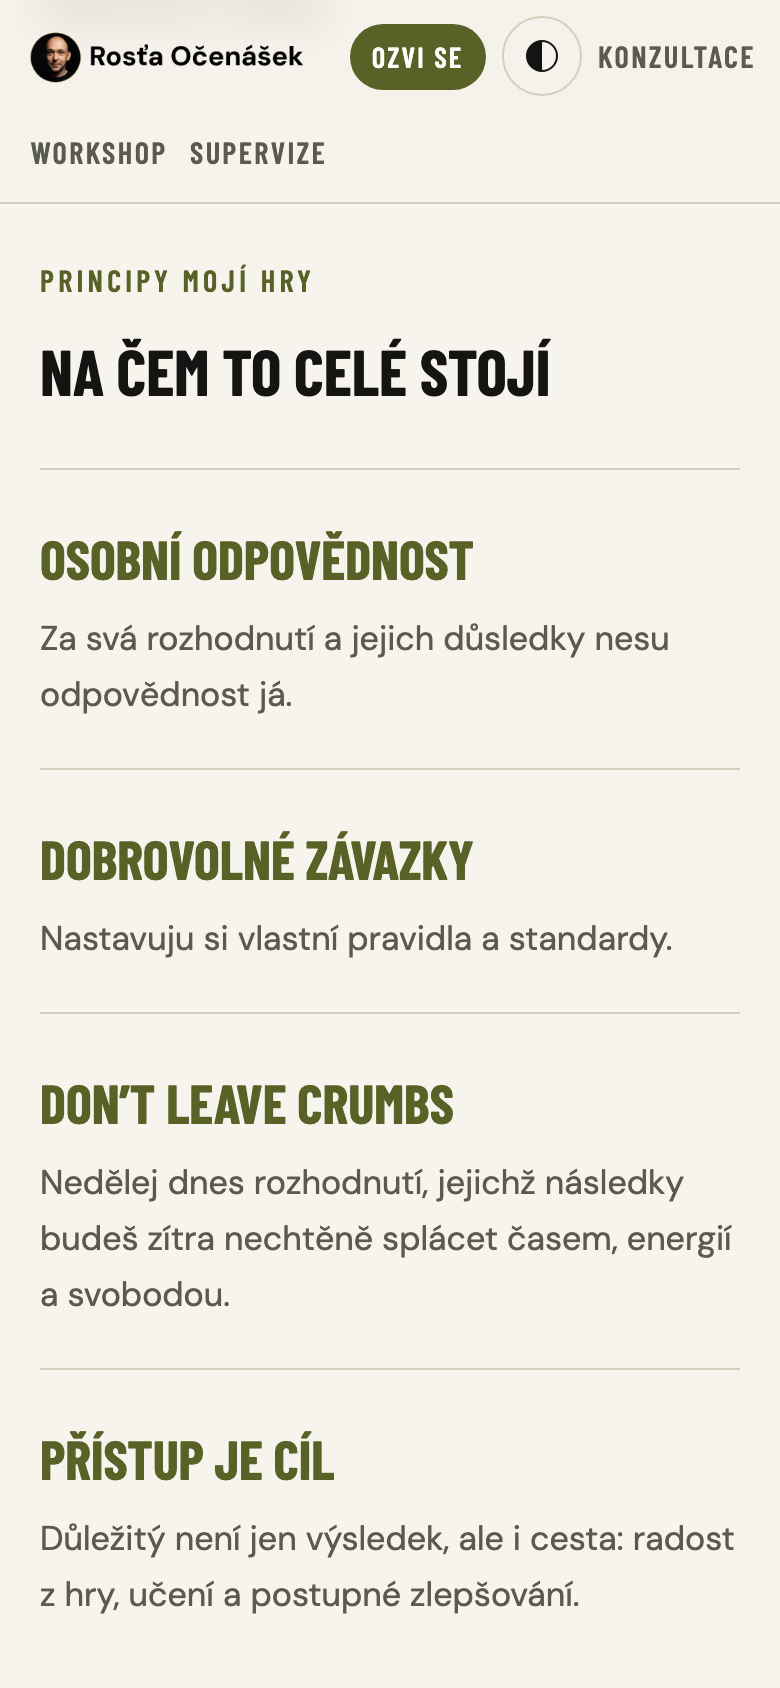 Rosťa Očenášek
OZVI SE
KONZULTACE
WORKSHOP
SUPERVIZE
PRINCIPY MOJÍ HRY
NA ČEM TO CELÉ STOJÍ
OSOBNÍ ODPOVĚDNOST
Za svá rozhodnutí a jejich důsledky nesu
odpovědnost já.
DOBROVOLNÉ ZÁVAZKY
Nastavuju si vlastní pravidla a standardy.
DON’T LEAVE CRUMBS
Nedělej dnes rozhodnutí, jejichž následky
budeš zítra nechtěně splácet časem, energií
a svobodou.
PŘÍSTUP JE CÍL
Důležitý není jen výsledek, ale i cesta: radost
z hry, učení a postupné zlepšování.